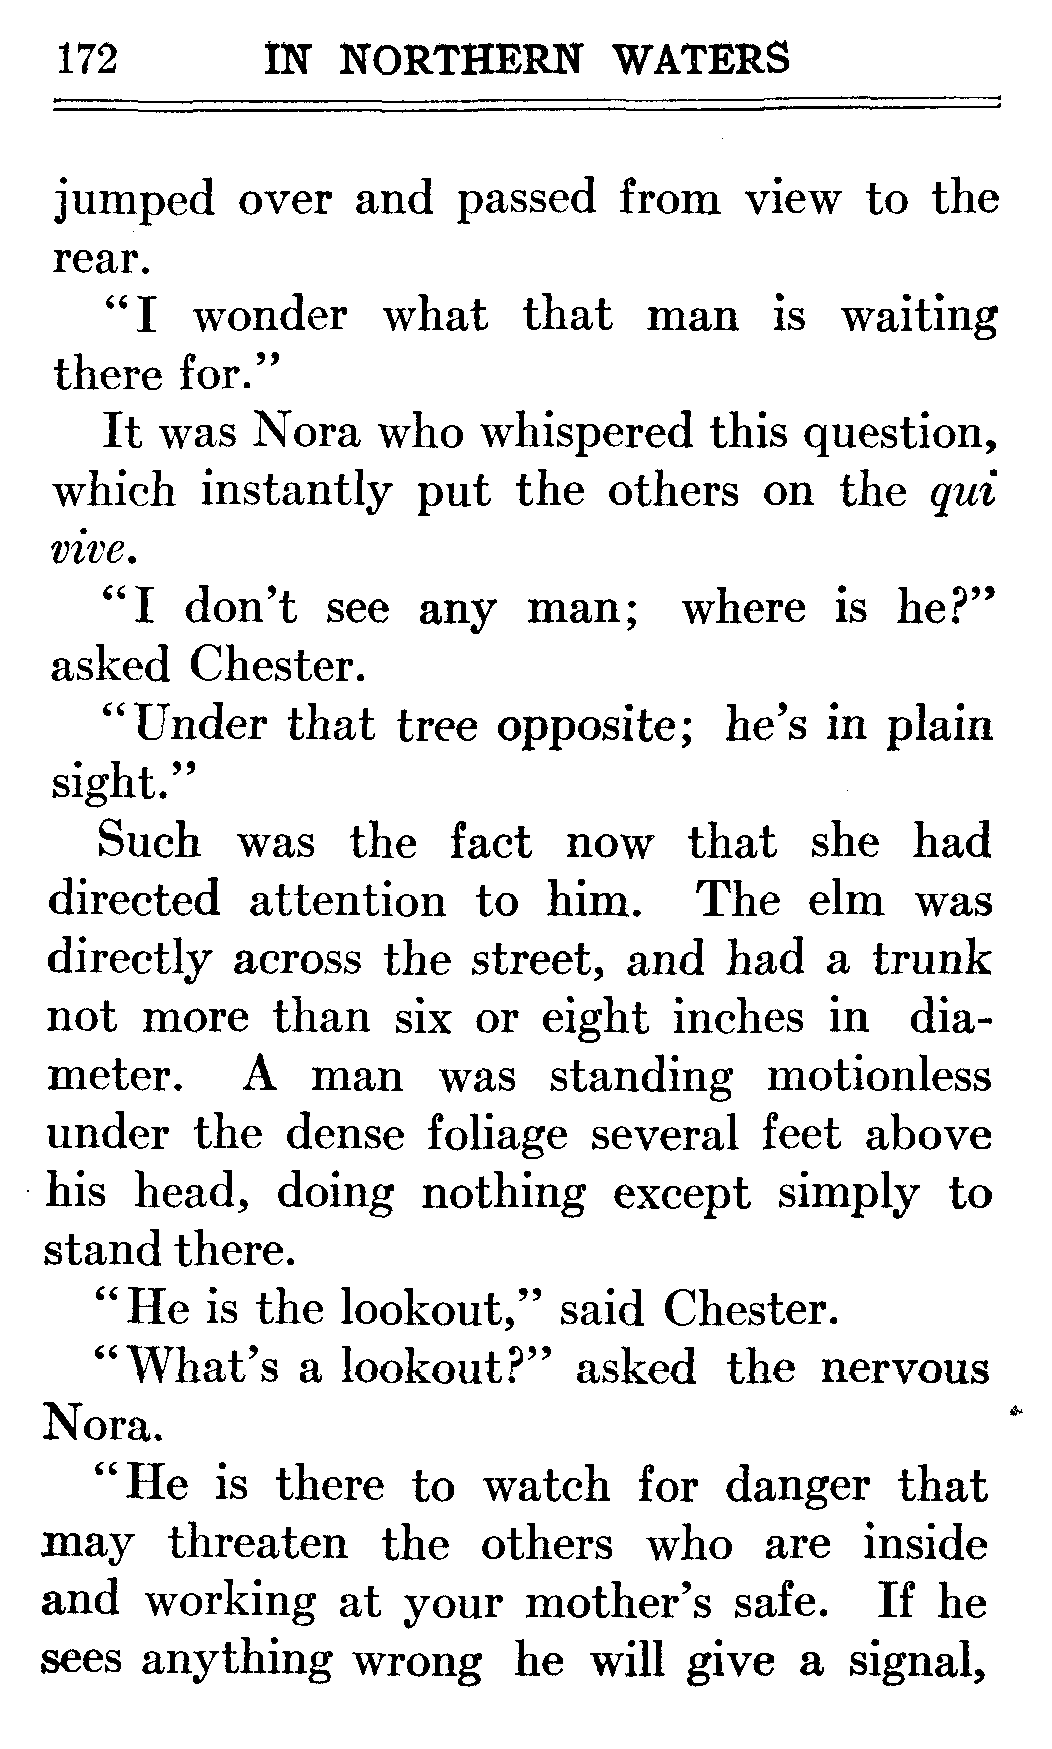 172 IN NORTHERN WATERS
jumped over and passed from view to the
rear.
"I wonder what that man is waiting
there for."
It was Nora who whispered this question,
which instantly put the others on the qui
vive.
"I don't see any man; where is he?"
asked Chester.
"Under that tree opposite; he's in plain
sight."
Such was the fact now that she had
directed attention to him. The elm was
directly across the street, and had a trunk
not more than six or eight inches in dia-
meter. A man was standing motionless
under the dense foliage several feet above
his head, doing nothing except simply to
stand there.
"He is the lookout," said Chester.
"What's a lookout?" asked the nervous
Nora.
"He is there to watch for danger that
may threaten the others who are inside
and working at your mother's safe. If he
sees anything wrong he will give a signal,